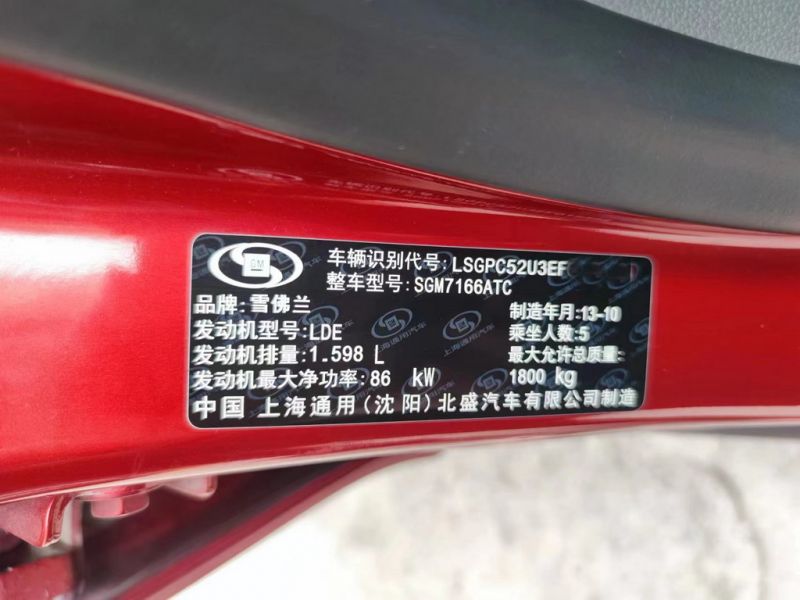 GM
车辆识别代号:LSGPC52U3EF
整车型号:SGM7166ATC
品牌:雪佛兰
制造年月:13-10
发动机型号:LDE
乘坐人数:5
发动机排量:1.598 L
最大允许总质量:
发动机最大净功率:86 kW
1800 kg
中国 上海通用(沈阳)北盛汽车有限公司制造